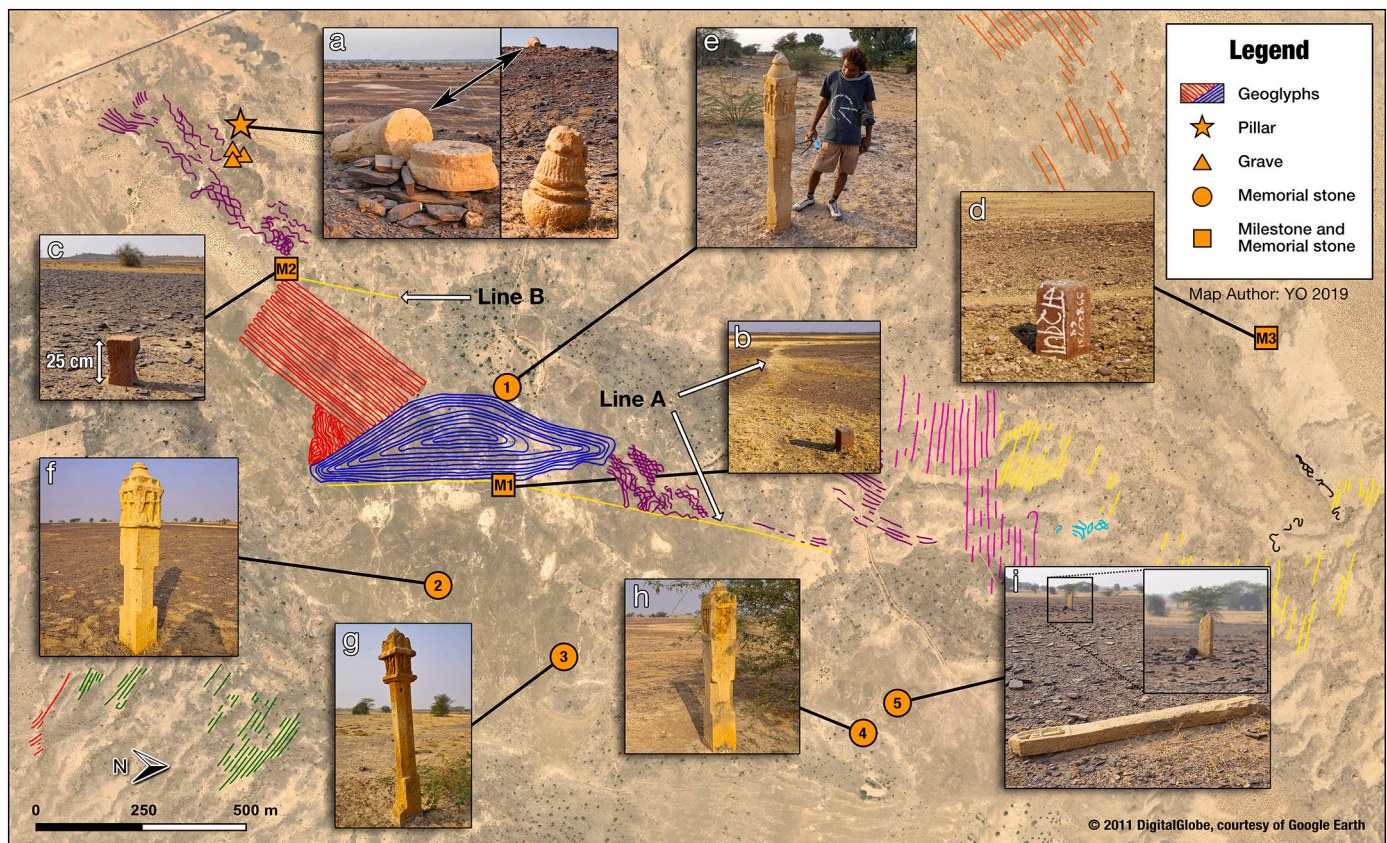 a
e
Legend
Geoglyphs
Pillar
Grave
Memorial stone
Milestone and
Memorial stone
Map Author: YO 2019
d
c
M2
Line B
25 cm
b
M3
1
Line A
f
M1
2
h
i
g
3
5
4
N
0 250 500 m
© 2011 DigitalGlobe, courtesy of Google Earth